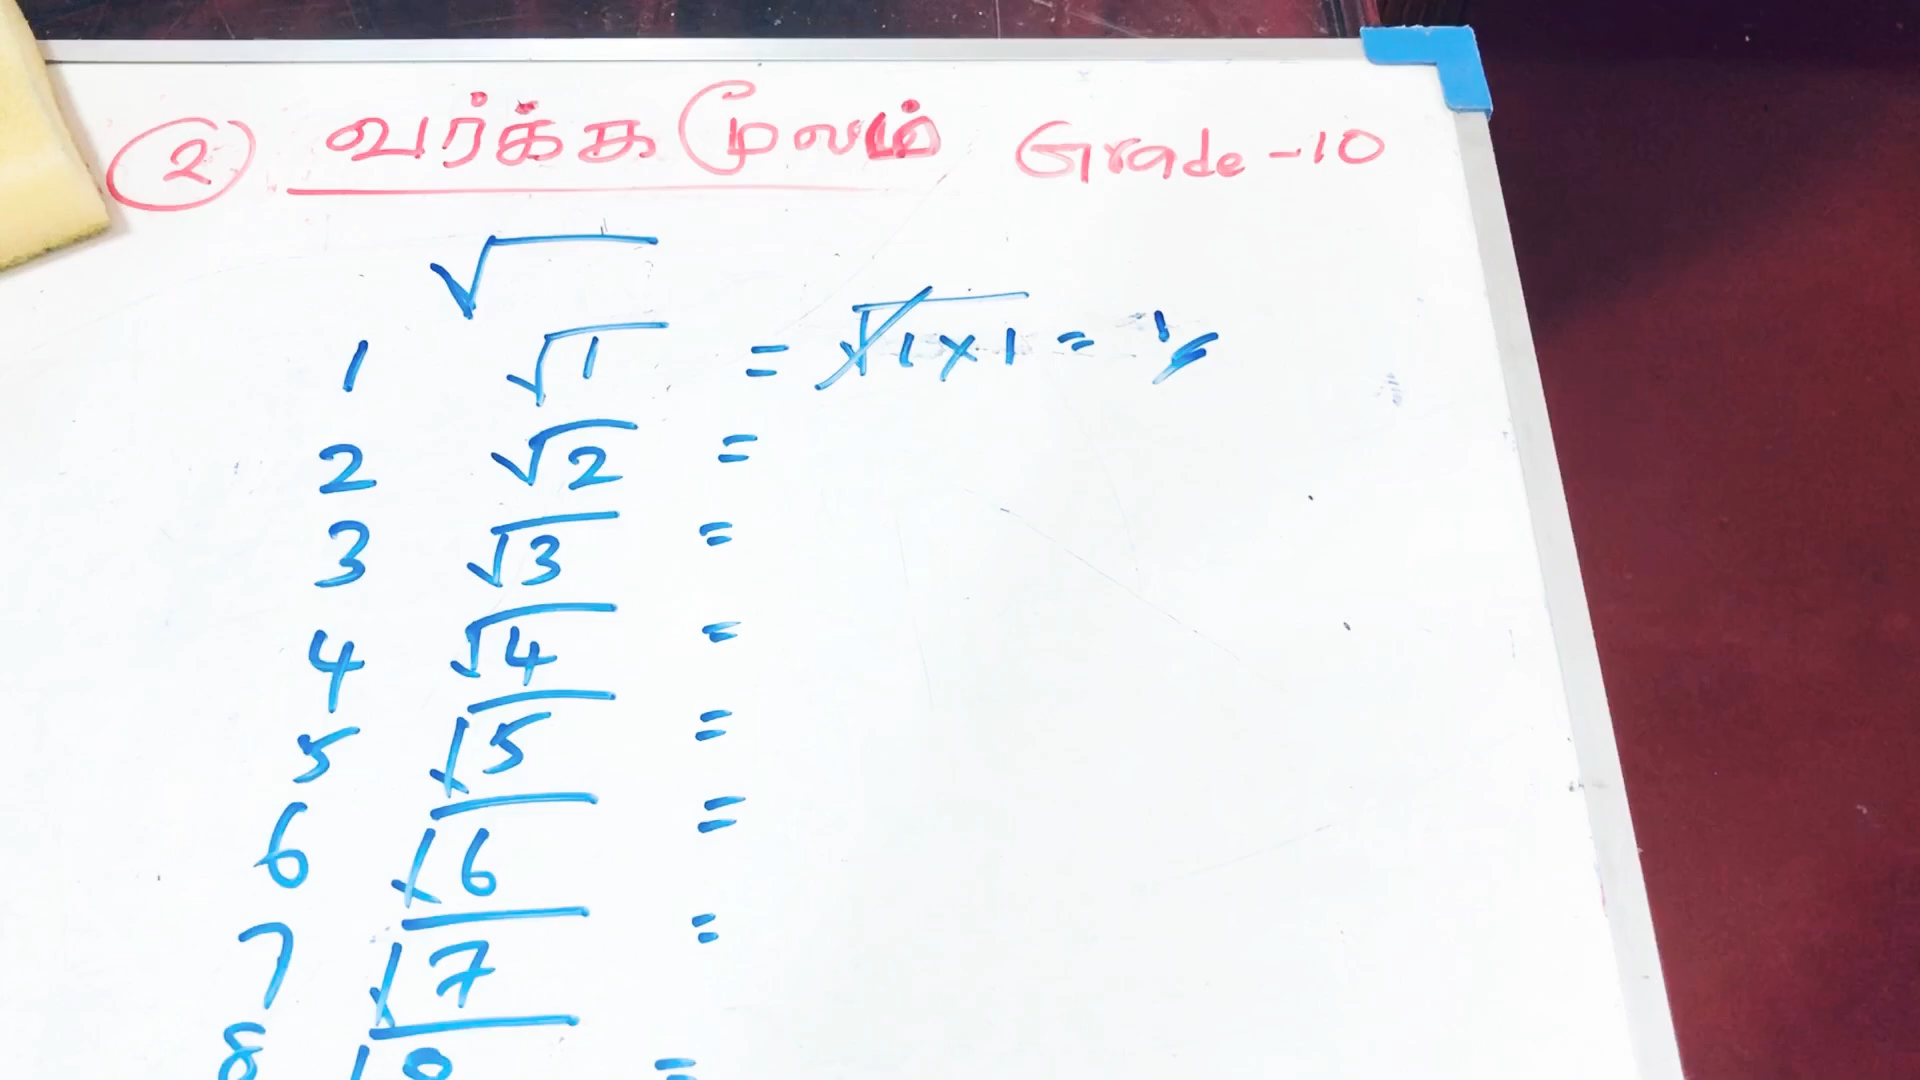 ② வர்க்க மூலம் Grade - 10
√
1 √1 = √1×1 = 1
2 √2 =
3 √3 =
4 √4 =
5 √5 =
6 √6 =
7 √7 =
8 √8 =